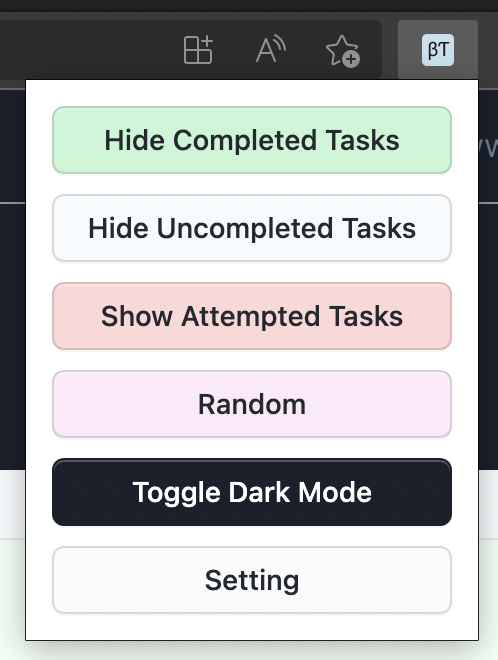 βT
Hide Completed Tasks
Hide Uncompleted Tasks
Show Attempted Tasks
Random
Toggle Dark Mode
Setting